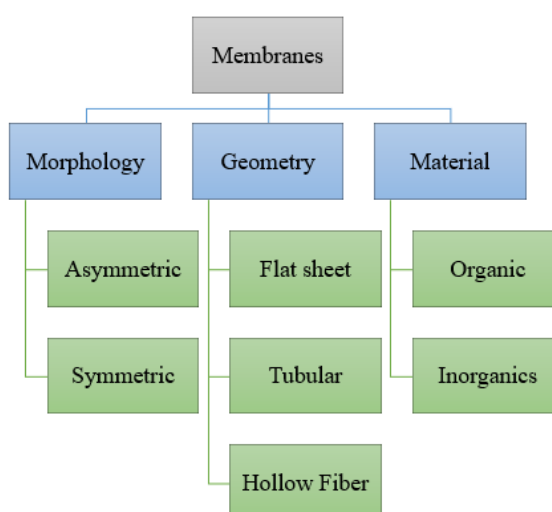 Membranes
Morphology
Geometry
Material
Asymmetric
Flat sheet
Organic
Symmetric
Tubular
Inorganics
Hollow Fiber